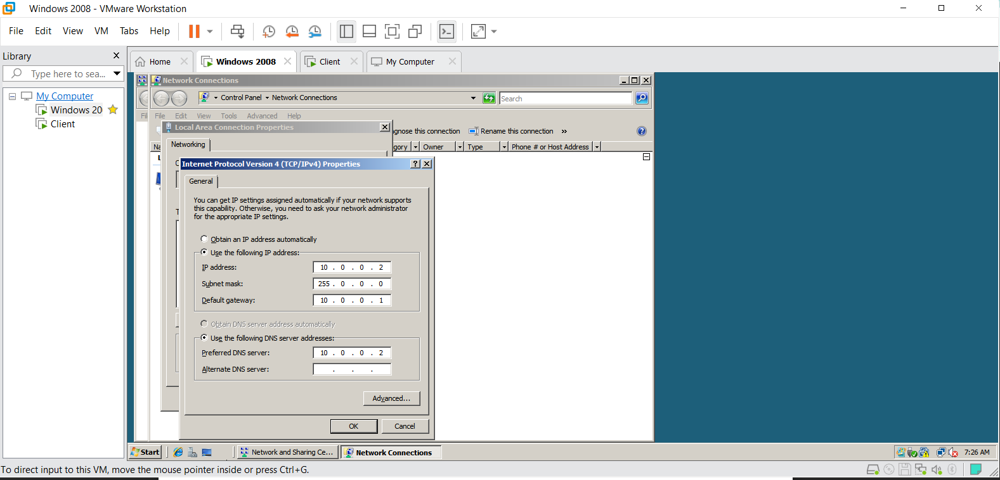 Windows 2008 - VMware Workstation
File Edit View VM Tabs Help
Library
Type here to sea...
My Computer
Windows 20
Client
Home
Windows 2008
Client
My Computer
Network Connections
Control Panel Network Connections
Search
Fil
File Edit View Tools Advanced Help
Local Area Connection Properties
gnose this connection Rename this connection »
Networking
Na
gory Owner Type Phone # or Host Address
L
C
Internet Protocol Version 4 (TCP/IPv4) Properties
General
You can get IP settings assigned automatically if your network supports
this capability. Otherwise, you need to ask your network administrator
for the appropriate IP settings.
T
Obtain an IP address automatically
Use the following IP address:
IP address: 10 . 0 . 0 . 2
Subnet mask: 255 . 0 . 0 . 0
Default gateway: 10 . 0 . 0 . 1
Obtain DNS server address automatically
Use the following DNS server addresses:
Preferred DNS server: 10 . 0 . 0 . 2
Alternate DNS server: . . .
Advanced...
OK Cancel
Start
Network and Sharing Ce...
Network Connections
7:26 AM
To direct input to this VM, move the mouse pointer inside or press Ctrl+G.